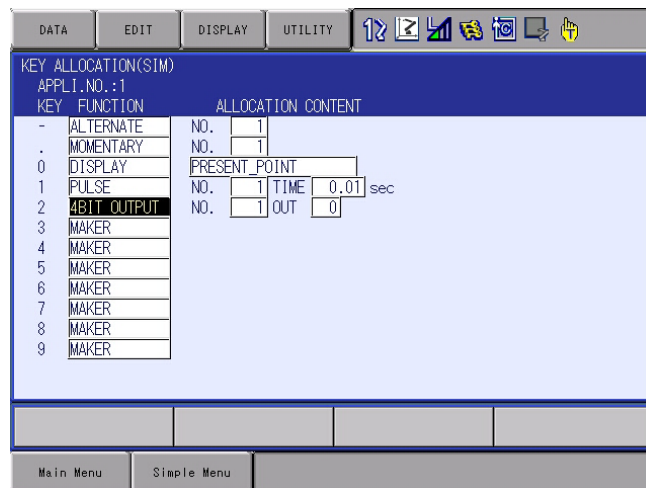 DATA EDIT DISPLAY UTILITY
KEY ALLOCATION(SIM)
APPLI.NO.:1
KEY FUNCTION ALLOCATION CONTENT
- ALTERNATE NO. 1
. MOMENTARY NO. 1
0 DISPLAY PRESENT_POINT
1 PULSE NO. 1 TIME 0.01 sec
2 4BIT OUTPUT NO. 1 OUT 0
3 MAKER
4 MAKER
5 MAKER
6 MAKER
7 MAKER
8 MAKER
9 MAKER
Main Menu Simple Menu